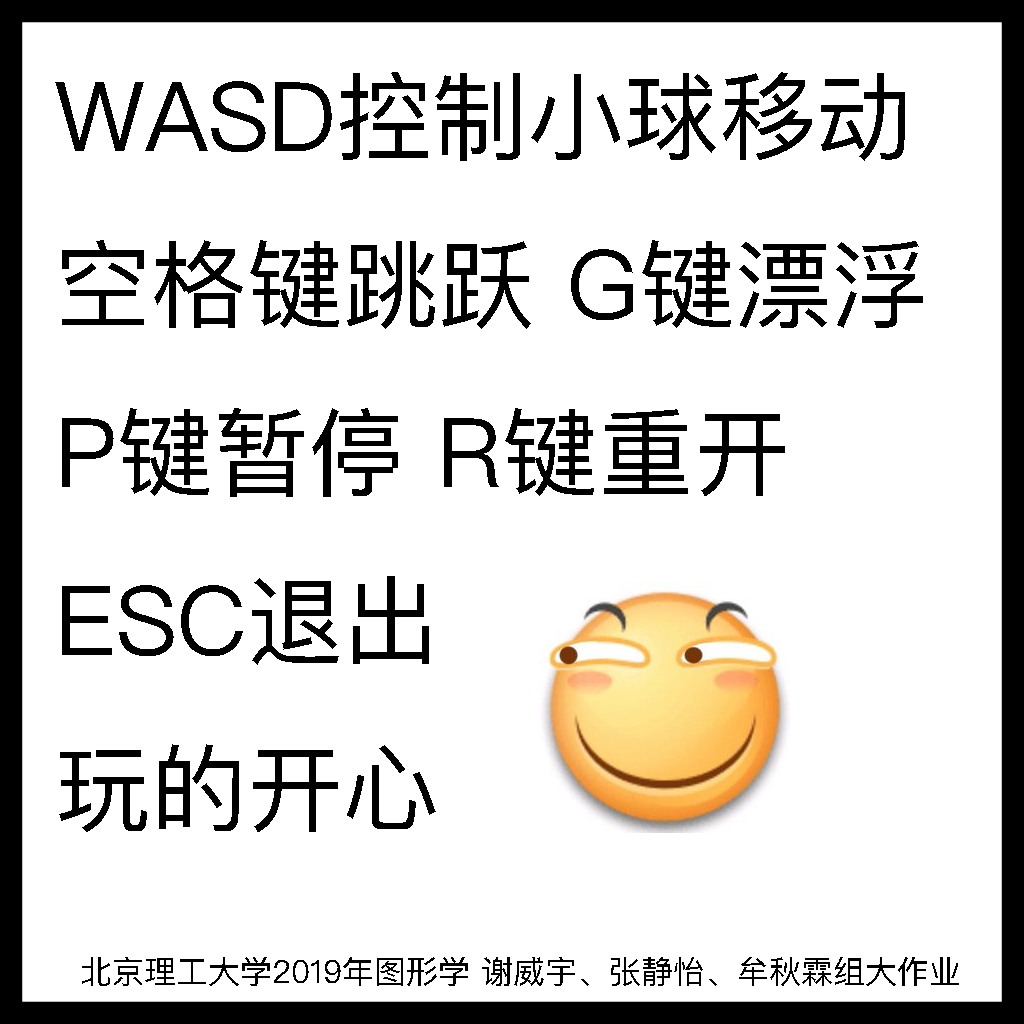 WASD控制小球移动
空格键跳跃 G键漂浮
P键暂停 R键重开
ESC退出
玩的开心
北京理工大学2019年图形学 谢威宇、张静怡、牟秋霖组大作业